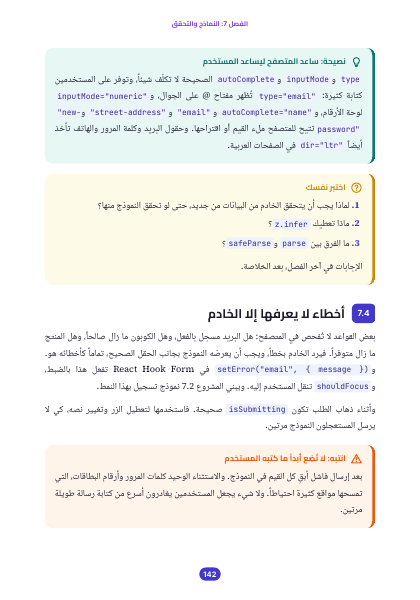 الفصل 7: النماذج والتحقق
نصيحة: ساعد المتصفح ليساعد المستخدم
type و inputMode و autoComplete الصحيحة لا تكلّف شيئاً، وتوفر على المستخدمين
كتابة كثيرة: type="email" تُظهر مفتاح @ على الجوال، و inputmode="numeric"
لوحة الأرقام، و autoComplete="name" و "email" و "street-address" و "new-
password" تتيح للمتصفح ملء القيم أو اقتراحها. وحقول البريد وكلمة المرور والهاتف تأخذ
أيضاً dir="ltr" في الصفحات العربية.
اختبر نفسك
1. لماذا يجب أن يتحقق الخادم من البيانات من جديد، حتى لو تحقق النموذج منها؟
2. ماذا تعطيك z.infer ؟
3. ما الفرق بين parse و safeParse ؟
الإجابات في آخر الفصل، بعد الخلاصة.
7.4 أخطاء لا يعرفها إلا الخادم
بعض القواعد لا تُفحص في المتصفح: هل البريد مسجل بالفعل، وهل الكوبون ما زال صالحاً، وهل المنتج
ما زال متوفراً. فيرد الخادم بخطأ، ويجب أن يعرضه النموذج بجانب الحقل الصحيح، تماماً كأخطائه هو.
و setError("email", { message }) في React Hook Form تفعل هذا بالضبط،
و shouldFocus تنقل المستخدم إليه. ويبني المشروع 7.2 نموذج تسجيل بهذا النمط.
وأثناء ذهاب الطلب تكون isSubmitting صحيحة. فاستخدمها لتعطيل الزر وتغيير نصه، كي لا
يرسل المستعجلون النموذج مرتين.
انتبه: لا تُضع أبداً ما كتبه المستخدم
بعد إرسال فاشل أبقِ كل القيم في النموذج. والاستثناء الوحيد كلمات المرور وأرقام البطاقات، التي
تمسحها مواقع كثيرة احتياطاً. ولا شيء يجعل المستخدمين يغادرون أسرع من كتابة رسالة طويلة
مرتين.
142